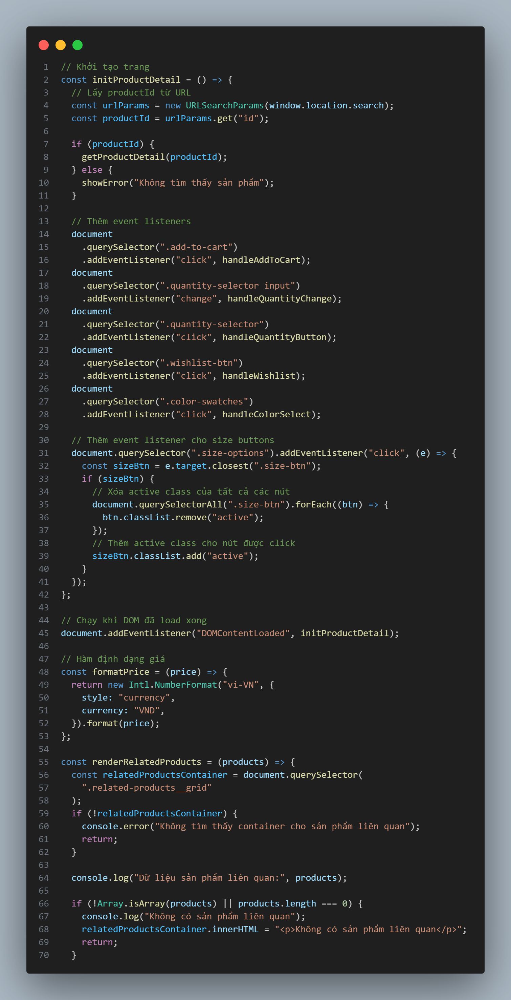 1 // Khởi tạo trang
2 const initProductDetail = () => {
3   // Lấy productId từ URL
4   const urlParams = new URLSearchParams(window.location.search);
5   const productId = urlParams.get("id");
6
7   if (productId) {
8     getProductDetail(productId);
9   } else {
10     showError("Không tìm thấy sản phẩm");
11   }
12
13   // Thêm event listeners
14   document
15     .querySelector(".add-to-cart")
16     .addEventListener("click", handleAddToCart);
17   document
18     .querySelector(".quantity-selector input")
19     .addEventListener("change", handleQuantityChange);
20   document
21     .querySelector(".quantity-selector")
22     .addEventListener("click", handleQuantityButton);
23   document
24     .querySelector(".wishlist-btn")
25     .addEventListener("click", handleWishlist);
26   document
27     .querySelector(".color-swatches")
28     .addEventListener("click", handleColorSelect);
29
30   // Thêm event listener cho size buttons
31   document.querySelector(".size-options").addEventListener("click", (e) => {
32     const sizeBtn = e.target.closest(".size-btn");
33     if (sizeBtn) {
34       // Xóa active class của tất cả các nút
35       document.querySelectorAll(".size-btn").forEach((btn) => {
36         btn.classList.remove("active");
37       });
38       // Thêm active class cho nút được click
39       sizeBtn.classList.add("active");
40     }
41   });
42 };
43
44 // Chạy khi DOM đã load xong
45 document.addEventListener("DOMContentLoaded", initProductDetail);
46
47 // Hàm định dạng giá
48 const formatPrice = (price) => {
49   return new Intl.NumberFormat("vi-VN", {
50     style: "currency",
51     currency: "VND",
52   }).format(price);
53 };
54
55 const renderRelatedProducts = (products) => {
56   const relatedProductsContainer = document.querySelector(
57     ".related-products__grid"
58   );
59   if (!relatedProductsContainer) {
60     console.error("Không tìm thấy container cho sản phẩm liên quan");
61     return;
62   }
63
64   console.log("Dữ liệu sản phẩm liên quan:", products);
65
66   if (!Array.isArray(products) || products.length === 0) {
67     console.log("Không có sản phẩm liên quan");
68     relatedProductsContainer.innerHTML = "<p>Không có sản phẩm liên quan</p>";
69     return;
70   }